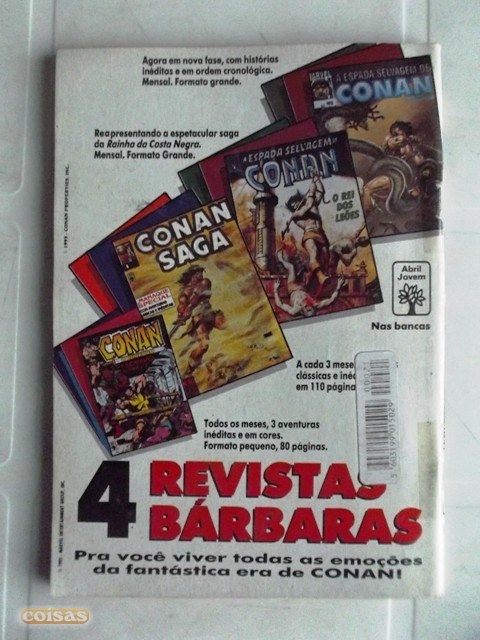 Agora em nova fase, com histórias
inéditas e em ordem cronológica.
Mensal. Formato grande.
A ESPADA SELVAGEM DE
CONAN
Reapresentando a espetacular saga
da Rainha da Costa Negra.
Mensal. Formato Grande.
A ESPADA SELVAGEM DE
CONAN
O REI
DOS
LEÕES
CONAN
SAGA
CONAN
Abril
Jovem
Nas bancas
A cada 3 mese
clássicas e
em 110 página
Todos os meses, 3 aventuras
inéditas e em cores.
Formato pequeno, 80 páginas.
4 REVISTAS
BÁRBARAS
Pra você viver todas as emoções
da fantástica era de CONAN!
coisas